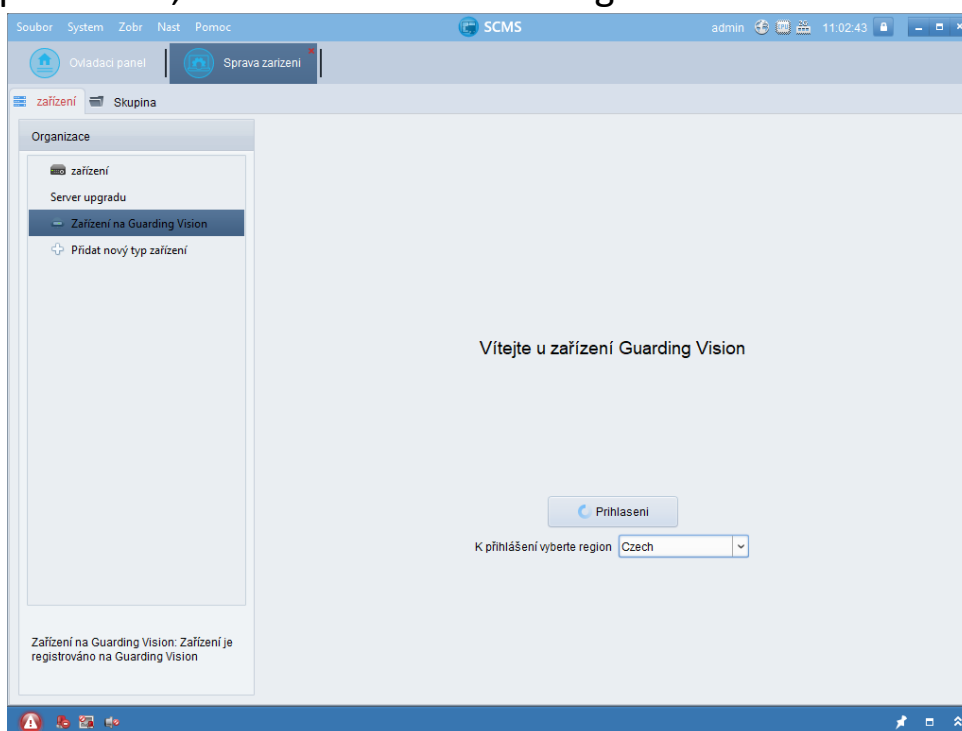 Soubor System Zobr Nast Pomoc SCMS admin 11:02:43
Ovladaci panel Sprava zarizeni
zařízení Skupina
Organizace
zařízení
Server upgradu
Zařízení na Guarding Vision
Přidat nový typ zařízení
Vítejte u zařízení Guarding Vision
Prihlaseni
K přihlášení vyberte region Czech
Zařízení na Guarding Vision: Zařízení je
registrováno na Guarding Vision